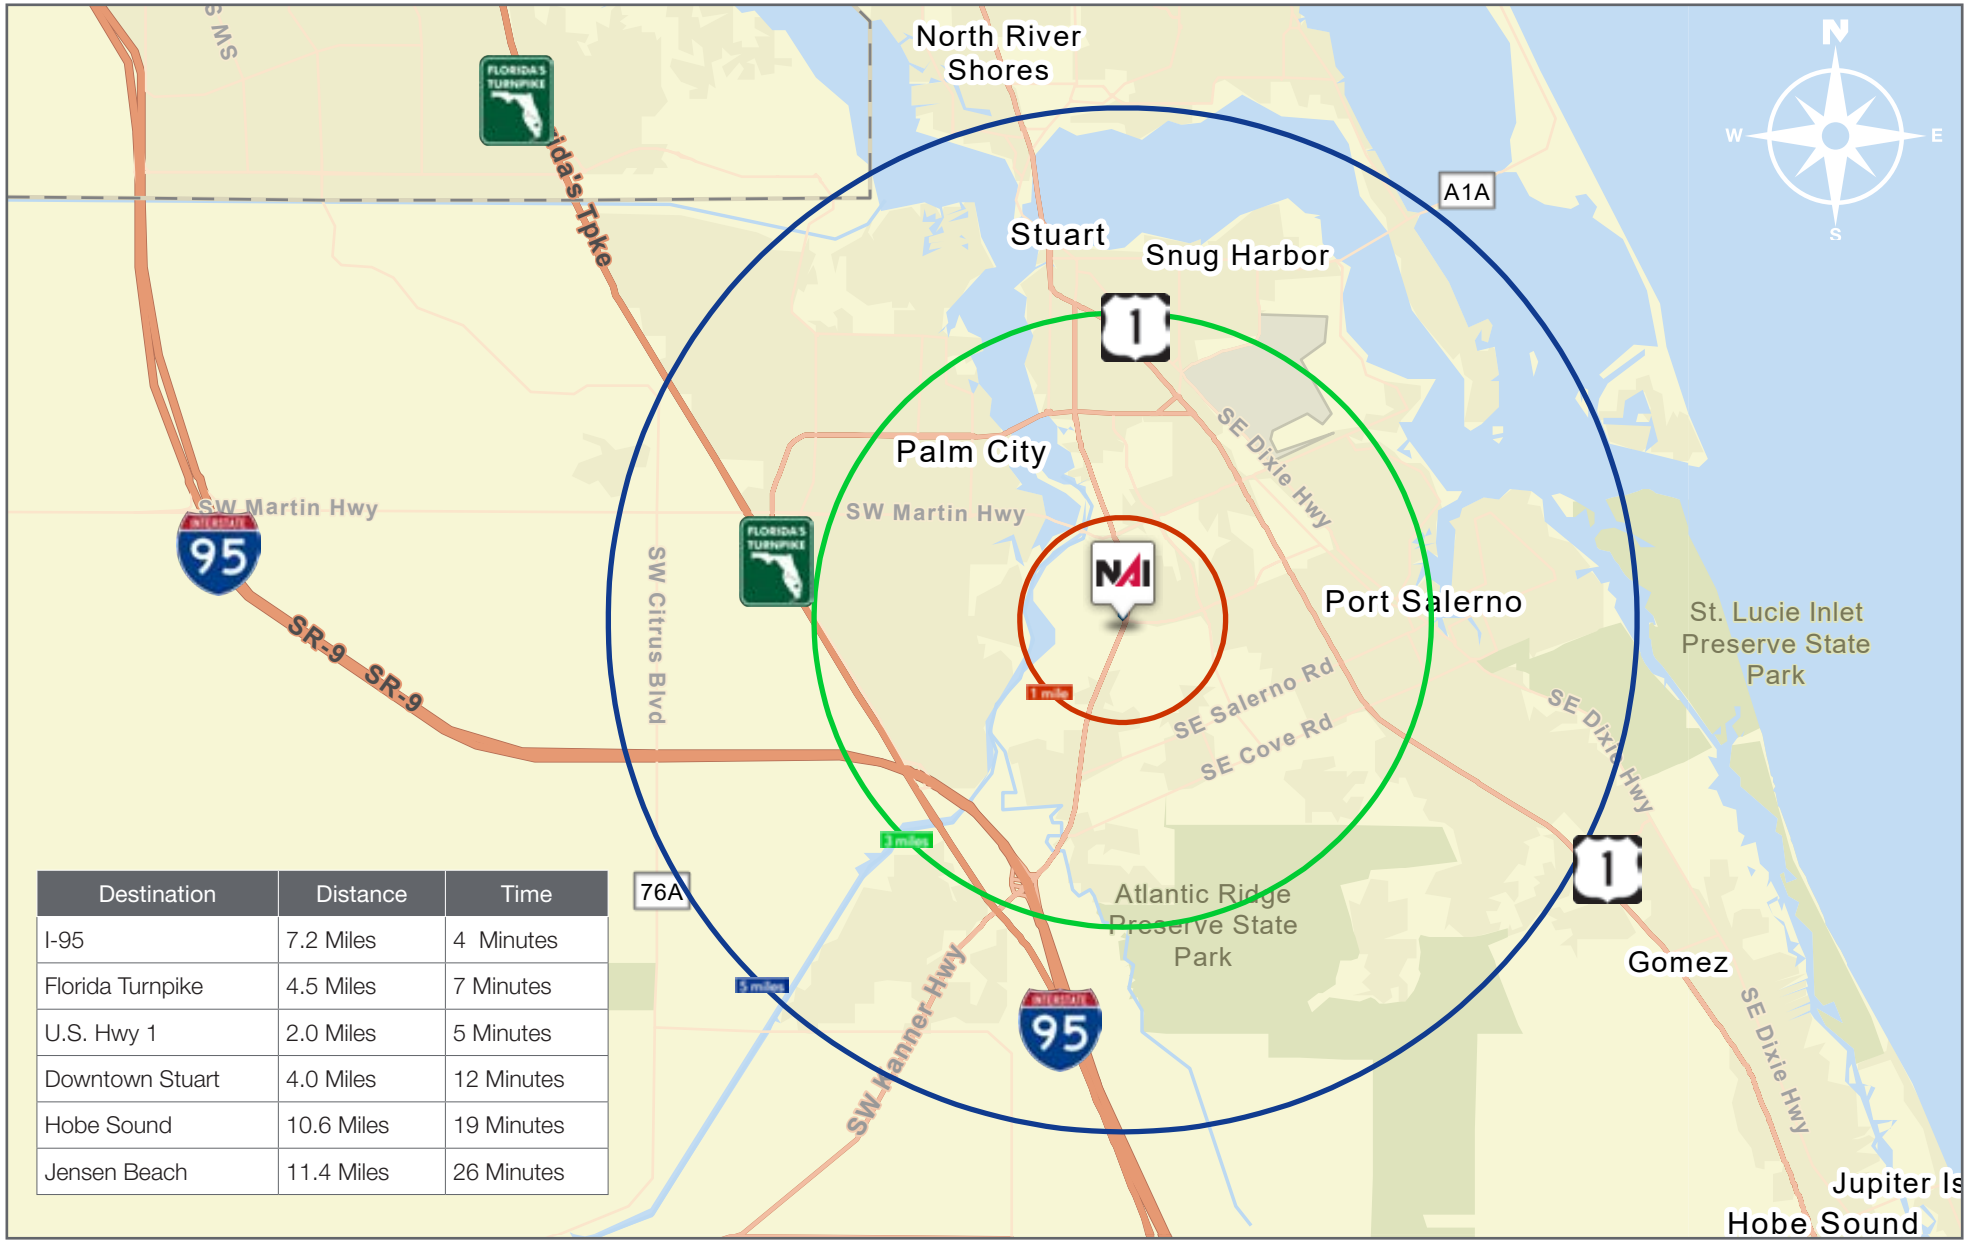 SW S
North River
Shores
N
W
E
S
FLORIDA'S
TURNPIKE
ida's Tpke
A1A
Stuart
Snug Harbor
1
SE Dixie Hwy
Palm City
SW Martin Hwy
SW Martin Hwy
INTERSTATE
95
FLORIDA'S
TURNPIKE
NAI
SW Citrus Blvd
Port Salerno
St. Lucie Inlet
Preserve State
Park
SR-9
SR-9
1 mile
SE Salerno Rd
SE Cove Rd
SE Dixie Hwy
3 miles
1
76A
Atlantic Ridge
Preserve State
Park
SW Kanner Hwy
Gomez
5 miles
INTERSTATE
95
SE Dixie Hwy
Jupiter Is
Hobe Sound
Destination Distance Time
I-95 7.2 Miles 4 Minutes
Florida Turnpike 4.5 Miles 7 Minutes
U.S. Hwy 1 2.0 Miles 5 Minutes
Downtown Stuart 4.0 Miles 12 Minutes
Hobe Sound 10.6 Miles 19 Minutes
Jensen Beach 11.4 Miles 26 Minutes